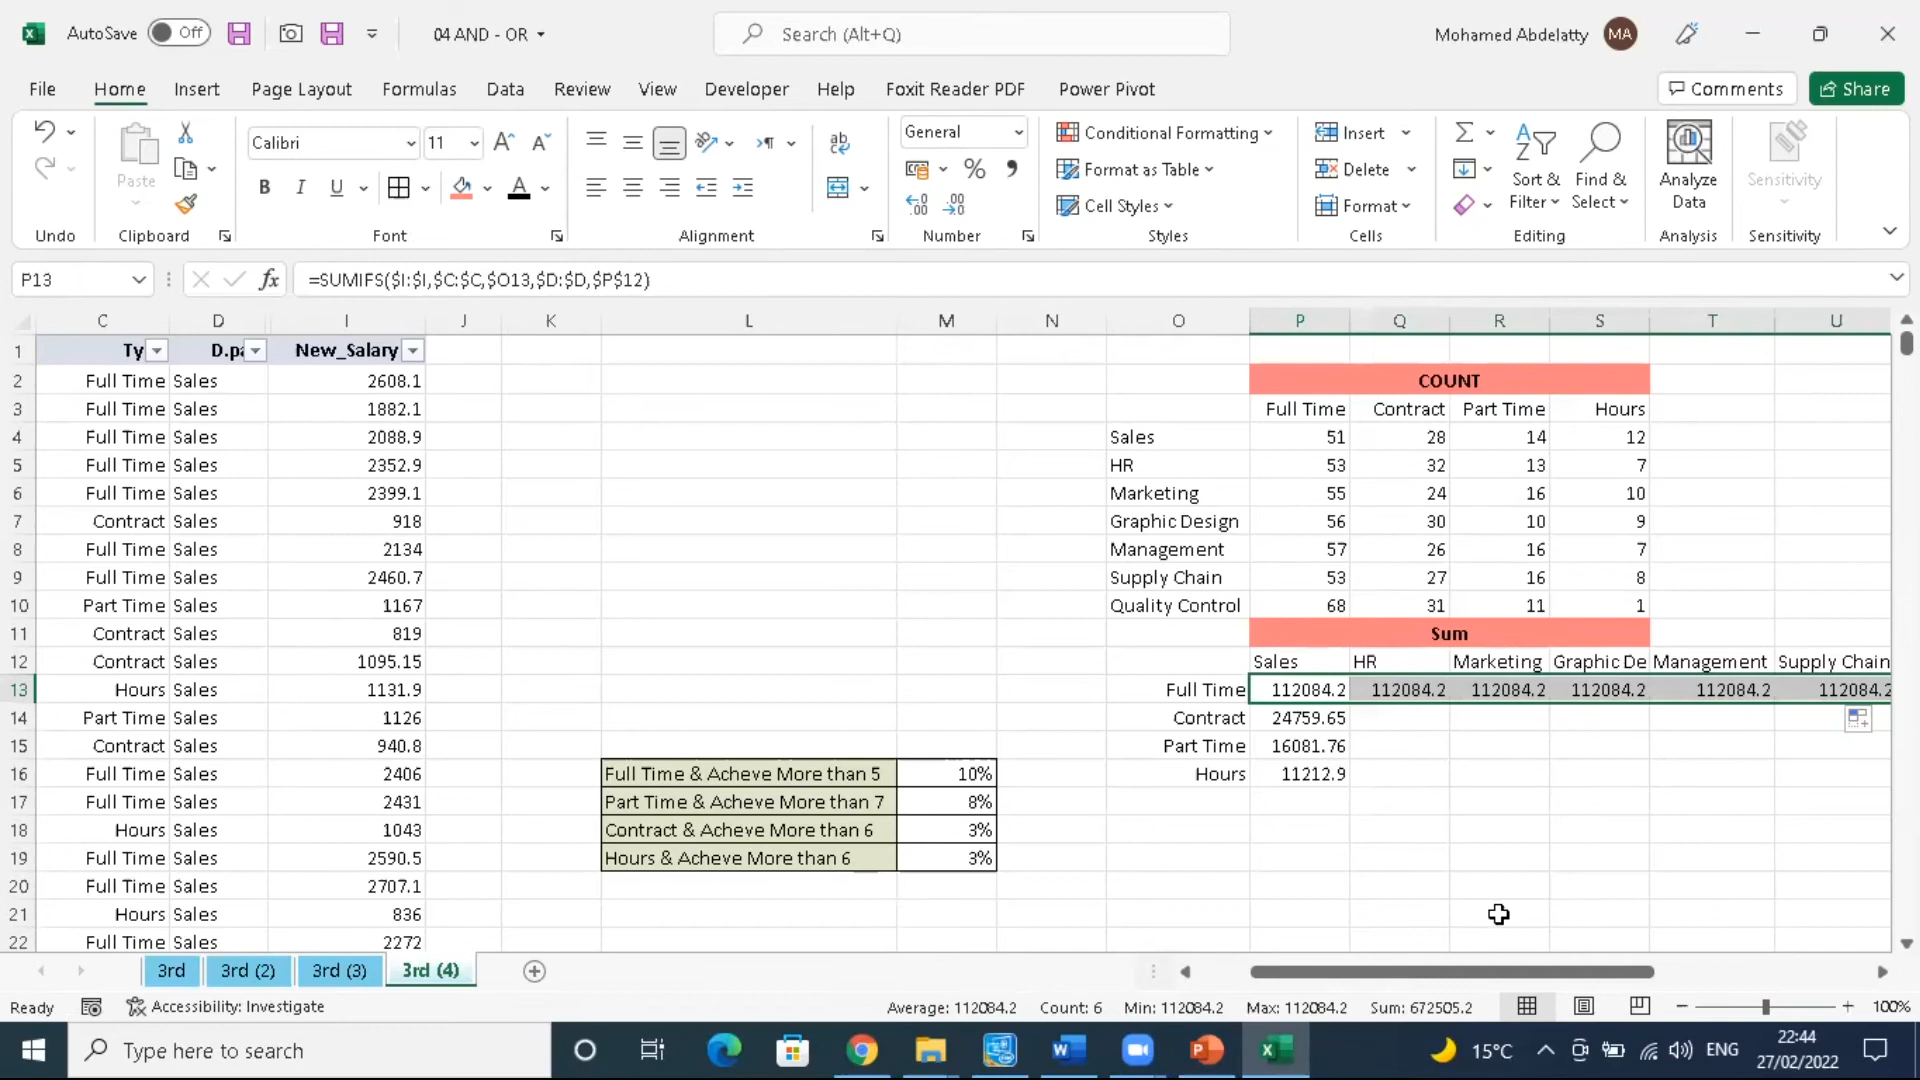 AutoSave Off 04 AND - OR Search (Alt+Q) Mohamed Abdelatty MA
File Home Insert Page Layout Formulas Data Review View Developer Help Foxit Reader PDF Power Pivot Comments Share
Calibri 11 General Conditional Formatting Insert
Paste Format as Table Delete Sort & Filter Find & Select Analyze Data Sensitivity
B I U A Cell Styles Format
Undo Clipboard Font Alignment Number Styles Cells Editing Analysis Sensitivity
P13 fx =SUMIFS($I:$I,$C:$C,$O13,$D:$D,$P$12)
C D I J K L M N O P Q R S T U
1 Ty D.pa New_Salary
2 Full Time Sales 2608.1 COUNT
3 Full Time Sales 1882.1 Full Time Contract Part Time Hours
4 Full Time Sales 2088.9 Sales 51 28 14 12
5 Full Time Sales 2352.9 HR 53 32 13 7
6 Full Time Sales 2399.1 Marketing 55 24 16 10
7 Contract Sales 918 Graphic Design 56 30 10 9
8 Full Time Sales 2134 Management 57 26 16 7
9 Full Time Sales 2460.7 Supply Chain 53 27 16 8
10 Part Time Sales 1167 Quality Control 68 31 11 1
11 Contract Sales 819 Sum
12 Contract Sales 1095.15 Sales HR Marketing Graphic De Management Supply Chain
13 Hours Sales 1131.9 Full Time 112084.2 112084.2 112084.2 112084.2 112084.2 112084.2
14 Part Time Sales 1126 Contract 24759.65
15 Contract Sales 940.8 Part Time 16081.76
16 Full Time Sales 2406 Full Time & Acheve More than 5 10% Hours 11212.9
17 Full Time Sales 2431 Part Time & Acheve More than 7 8%
18 Hours Sales 1043 Contract & Acheve More than 6 3%
19 Full Time Sales 2590.5 Hours & Acheve More than 6 3%
20 Full Time Sales 2707.1
21 Hours Sales 836
22 Full Time Sales 2272
3rd 3rd (2) 3rd (3) 3rd (4)
Ready Accessibility: Investigate Average: 112084.2 Count: 6 Min: 112084.2 Max: 112084.2 Sum: 672505.2 100%
Type here to search 15°C ENG 22:44
27/02/2022